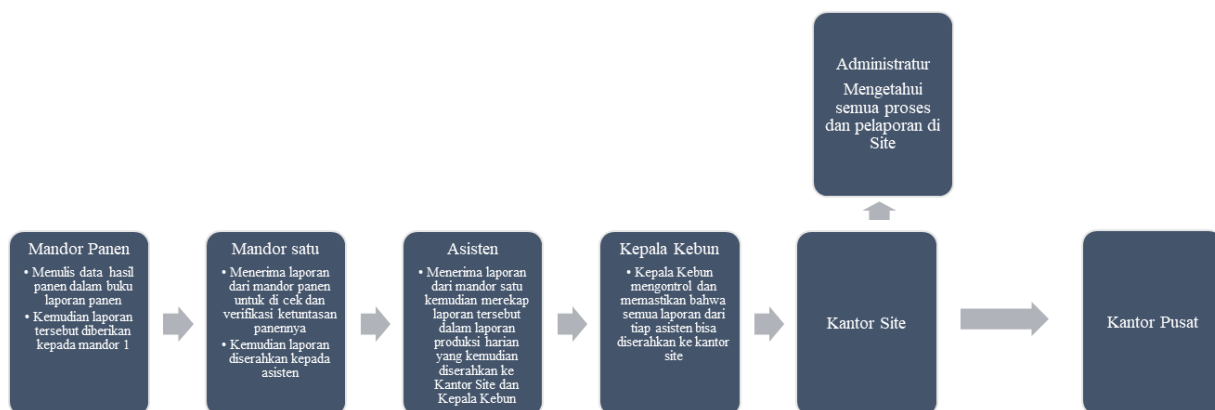 Administratur
Mengetahui
semua proses
dan pelaporan di
Site
Mandor Panen
• Menulis data hasil
panen dalam buku
laporan panen
• Kemudian laporan
tersebut diberikan
kepada mandor 1
Mandor satu
• Menerima laporan
dari mandor panen
untuk di cek dan
verifikasi ketuntasan
panennya
• Kemudian laporan
diserahkan kepada
asisten
Asisten
• Menerima laporan
dari mandor satu
kemudian merekap
laporan tersebut
dalam laporan
produksi harian
yang kemudian
diserahkan ke
Kantor Site dan
Kepala Kebun
Kepala Kebun
• Kepala Kebun
mengontrol dan
memastikan bahwa
semua laporan dari
tiap asisten bisa
diserahkan ke kantor
site
Kantor Site
Kantor Pusat